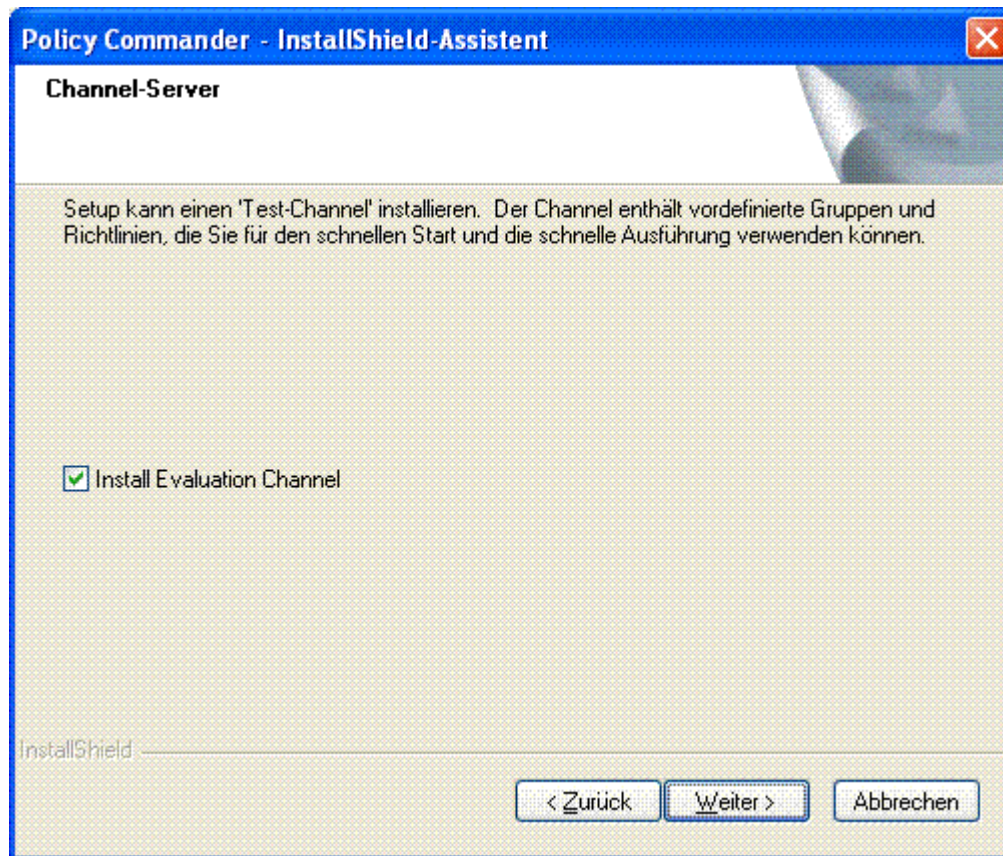 Policy Commander - InstallShield-Assistent
Channel-Server
Setup kann einen 'Test-Channel' installieren. Der Channel enthält vordefinierte Gruppen und
Richtlinien, die Sie für den schnellen Start und die schnelle Ausführung verwenden können.
Install Evaluation Channel
InstallShield
< Zurück Weiter > Abbrechen